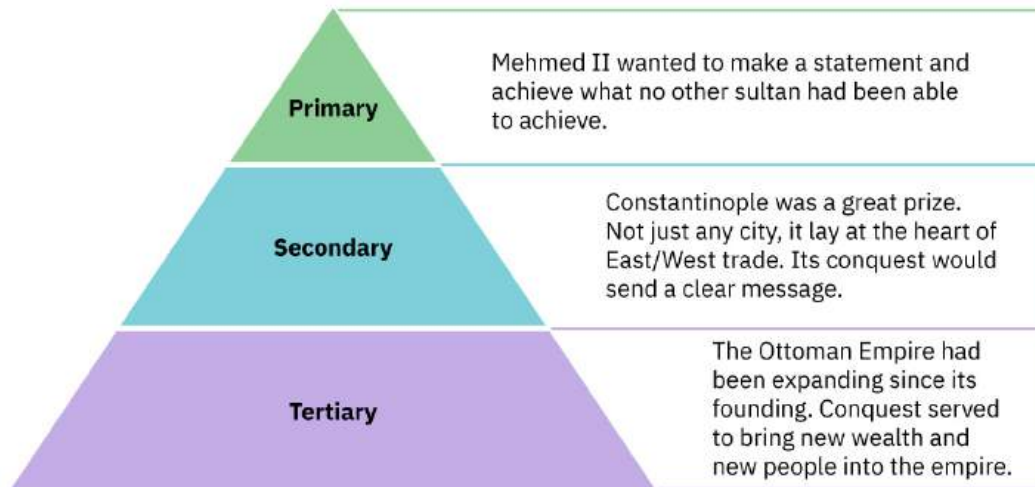 Primary
Mehmed II wanted to make a statement and
achieve what no other sultan had been able
to achieve.
Secondary
Constantinople was a great prize.
Not just any city, it lay at the heart of
East/West trade. Its conquest would
send a clear message.
Tertiary
The Ottoman Empire had
been expanding since its
founding. Conquest served
to bring new wealth and
new people into the empire.